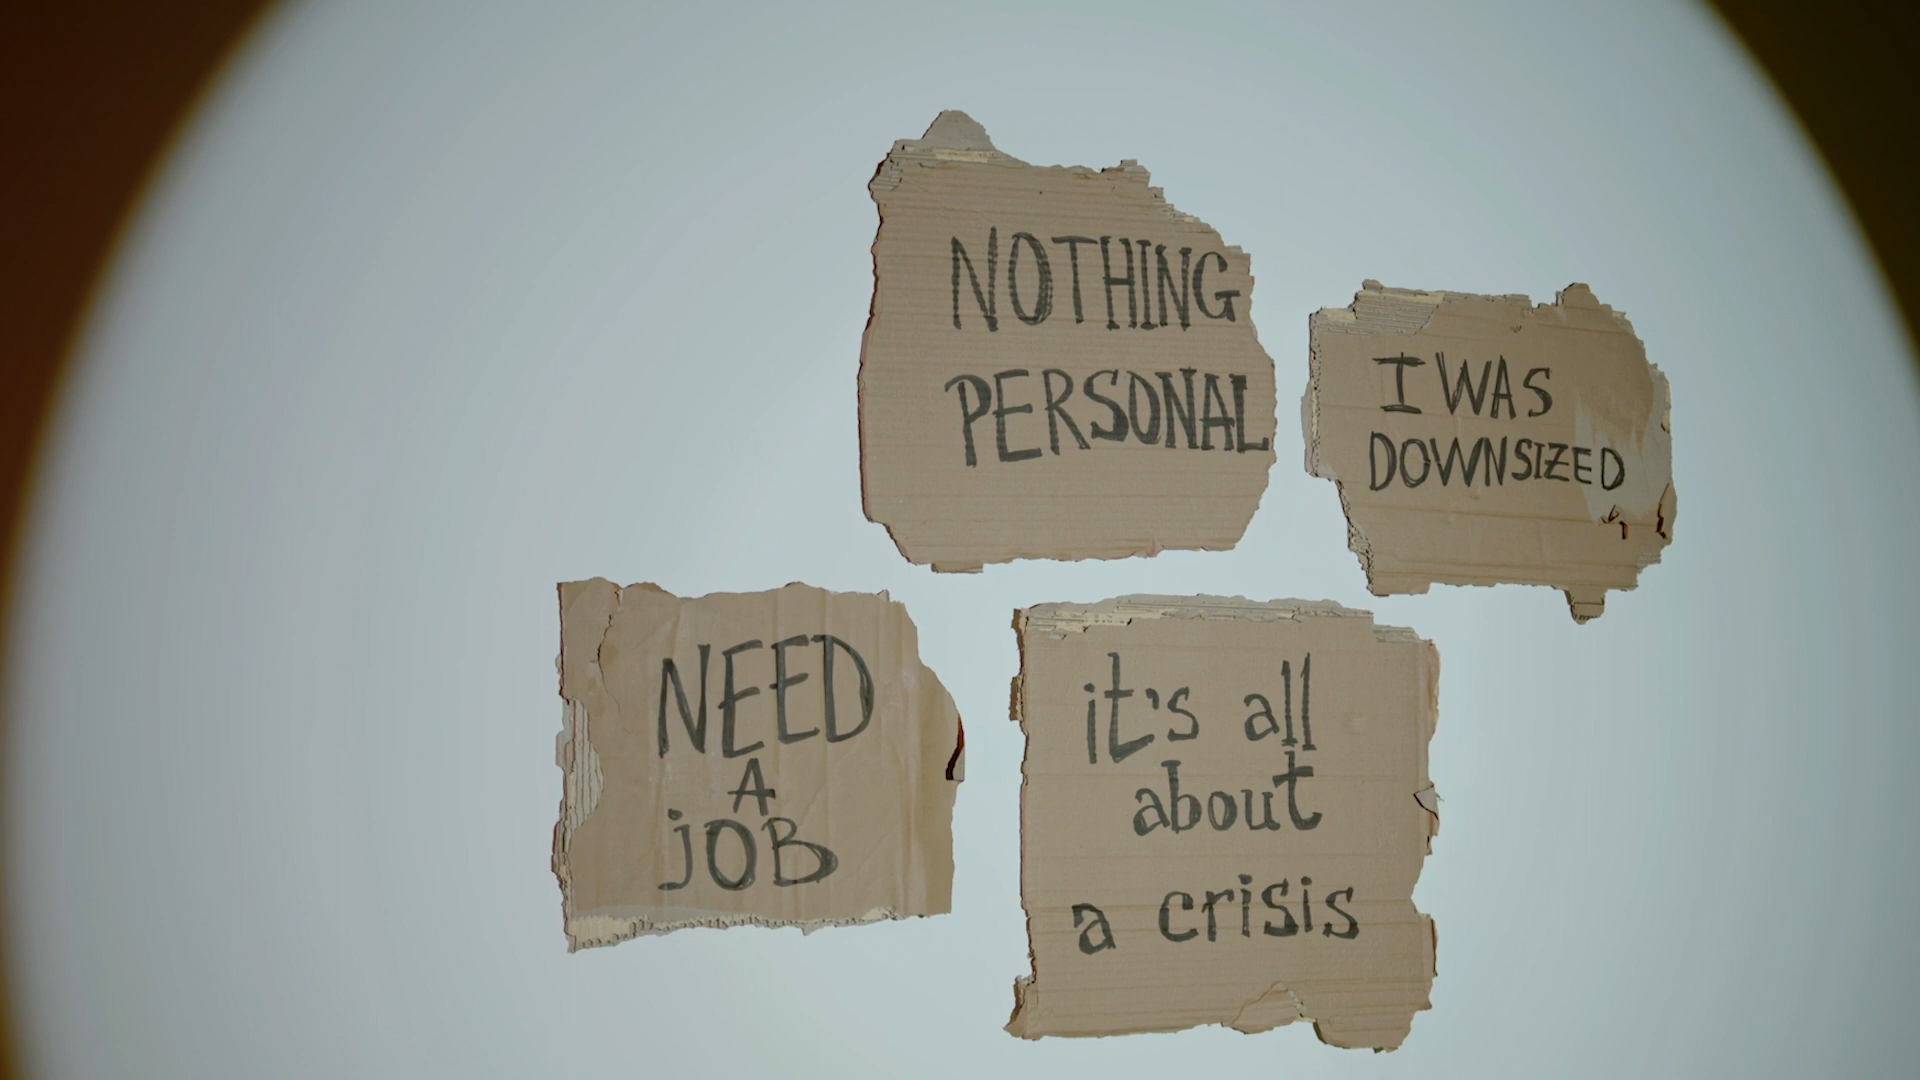 NOTHING
PERSONAL
I WAS
DOWNSIZED
NEED
A
jOB
it's all
about
a crisis